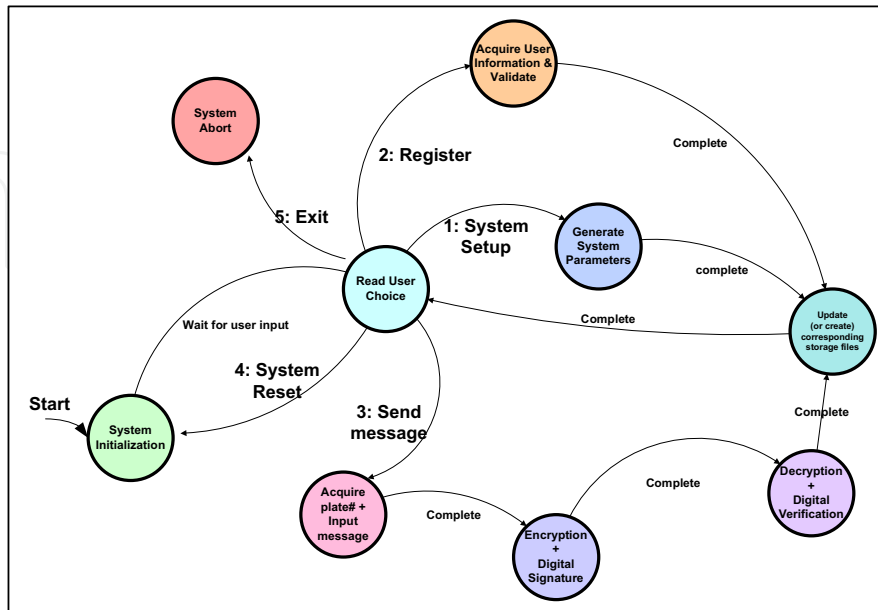 Acquire User
Information &
Validate
System
Abort
Complete
2: Register
5: Exit
1: System
Setup
Generate
System
Parameters
complete
Read User
Choice
Update
(or create)
corresponding
storage files
Complete
Wait for user input
4: System
Reset
Start
System
Initialization
3: Send
message
Complete
Decryption
+
Digital
Verification
Complete
Acquire
plate# +
Input
message
Complete
Encryption
+
Digital
Signature